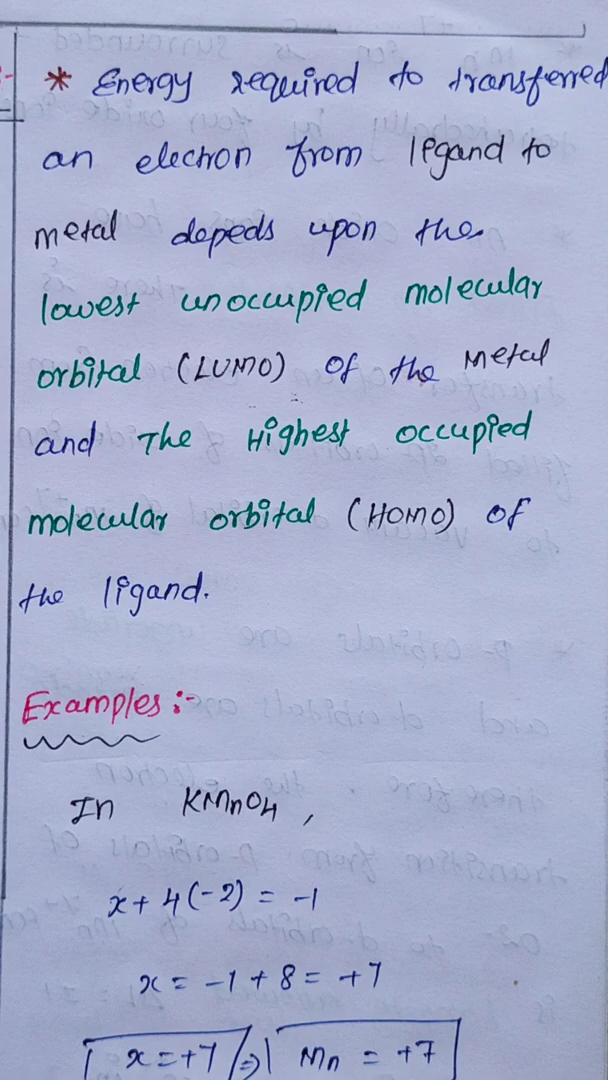 * Energy required to transferred
an electron from ligand to
metal depeds upon the
lowest unoccupied molecular
orbital (LUMO) of the Metal
and The Highest occupied
molecular orbital (HOMO) of
the ligand.
Examples :-
In KMnO4,
x + 4(-2) = -1
x = -1 + 8 = +7
x = +7 => Mn = +7